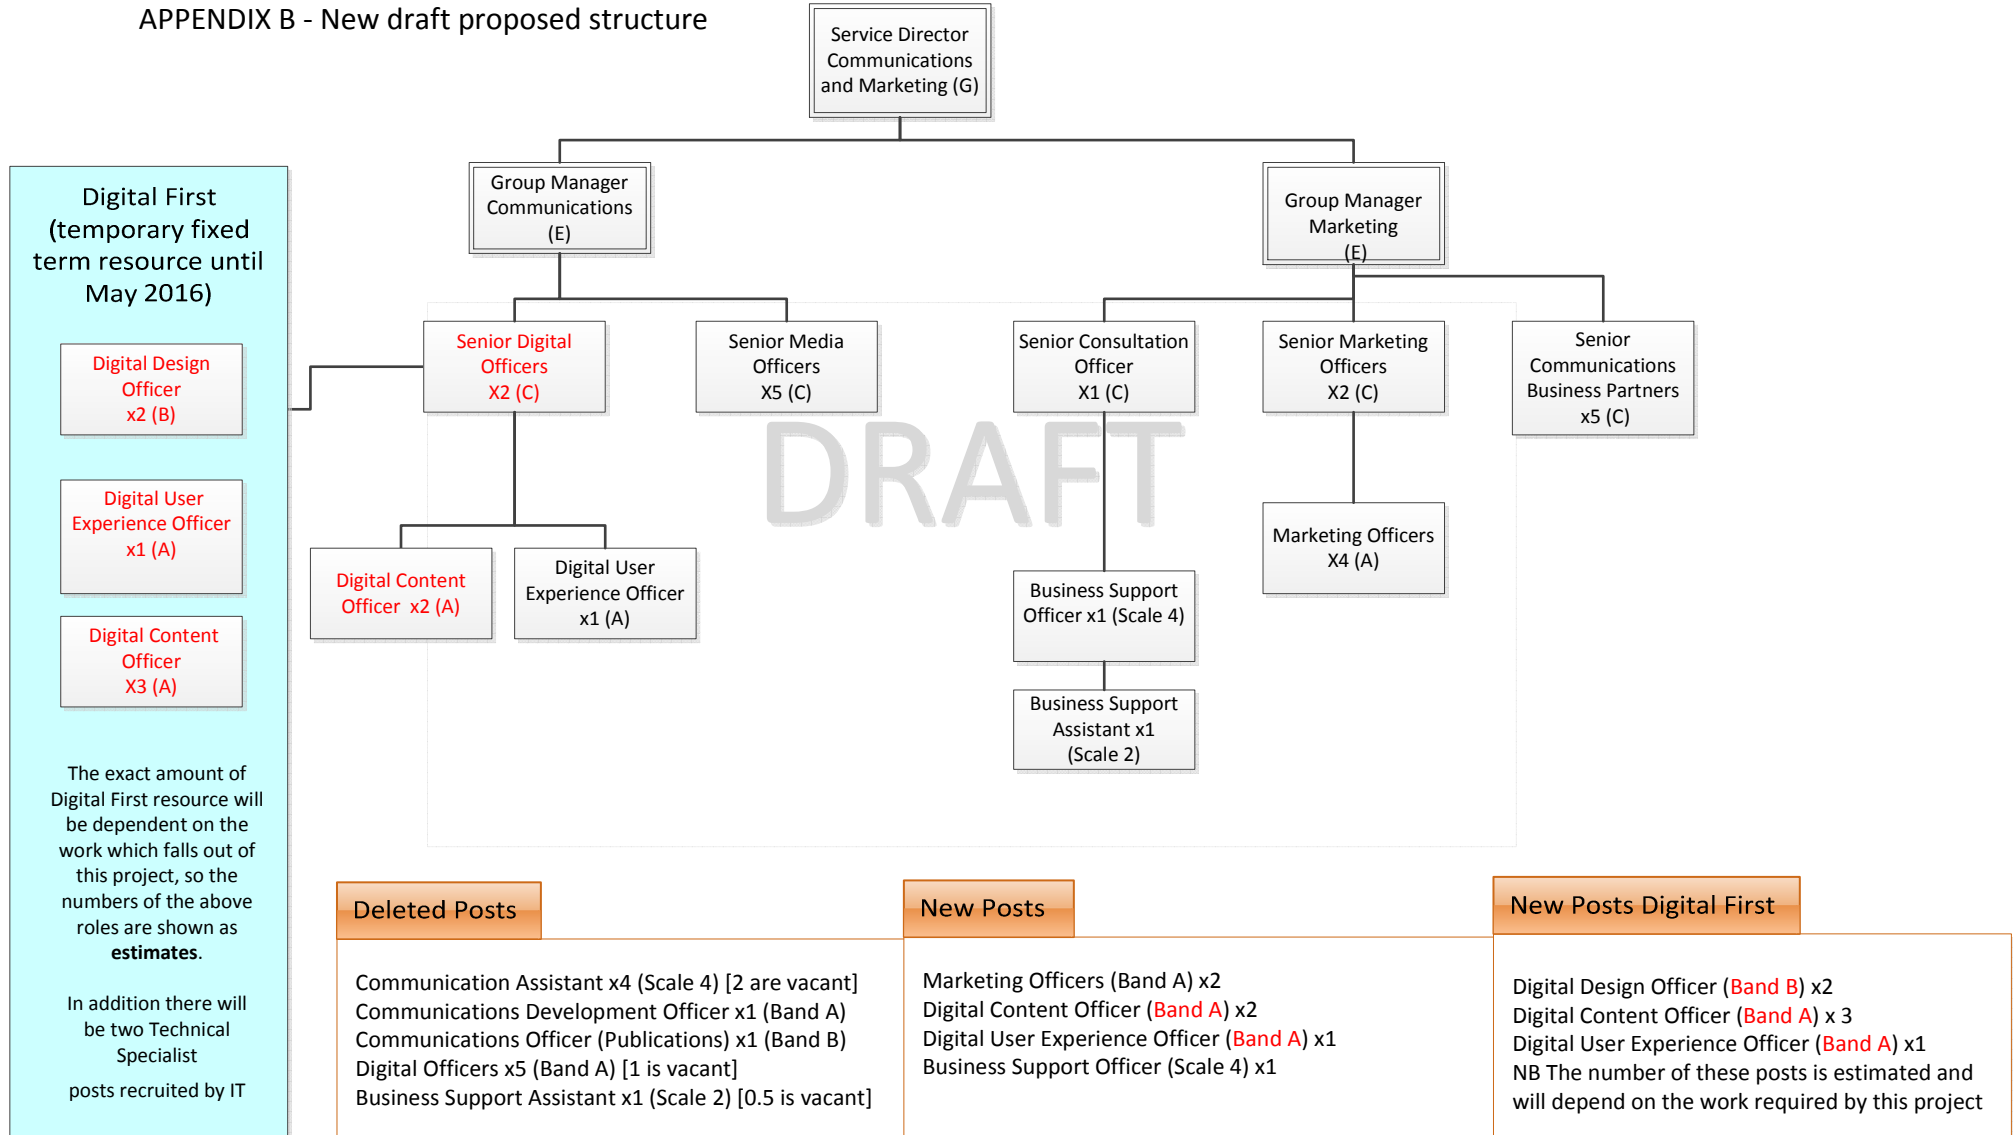 APPENDIX B - New draft proposed structure
Service Director
Communications
and Marketing (G)
Group Manager
Communications
(E)
Group Manager
Marketing
(E)
Digital First
(temporary fixed
term resource until
May 2016)
Digital Design
Officer
x2 (B)
Digital User
Experience Officer
x1 (A)
Digital Content
Officer
X3 (A)
The exact amount of
Digital First resource will
be dependent on the
work which falls out of
this project, so the
numbers of the above
roles are shown as
estimates.
In addition there will
be two Technical
Specialist
posts recruited by IT
Senior Digital
Officers
X2 (C)
Senior Media
Officers
X5 (C)
Senior Consultation
Officer
X1 (C)
Senior Marketing
Officers
X2 (C)
Senior
Communications
Business Partners
x5 (C)
DRAFT
Digital Content
Officer  x2 (A)
Digital User
Experience Officer
x1 (A)
Marketing Officers
X4 (A)
Business Support
Officer x1 (Scale 4)
Business Support
Assistant x1
(Scale 2)
Deleted Posts
Communication Assistant x4 (Scale 4) [2 are vacant]
Communications Development Officer x1 (Band A)
Communications Officer (Publications) x1 (Band B)
Digital Officers x5 (Band A) [1 is vacant]
Business Support Assistant x1 (Scale 2) [0.5 is vacant]
New Posts
Marketing Officers (Band A) x2
Digital Content Officer (Band A) x2
Digital User Experience Officer (Band A) x1
Business Support Officer (Scale 4) x1
New Posts Digital First
Digital Design Officer (Band B) x2
Digital Content Officer (Band A) x 3
Digital User Experience Officer (Band A) x1
NB The number of these posts is estimated and
will depend on the work required by this project